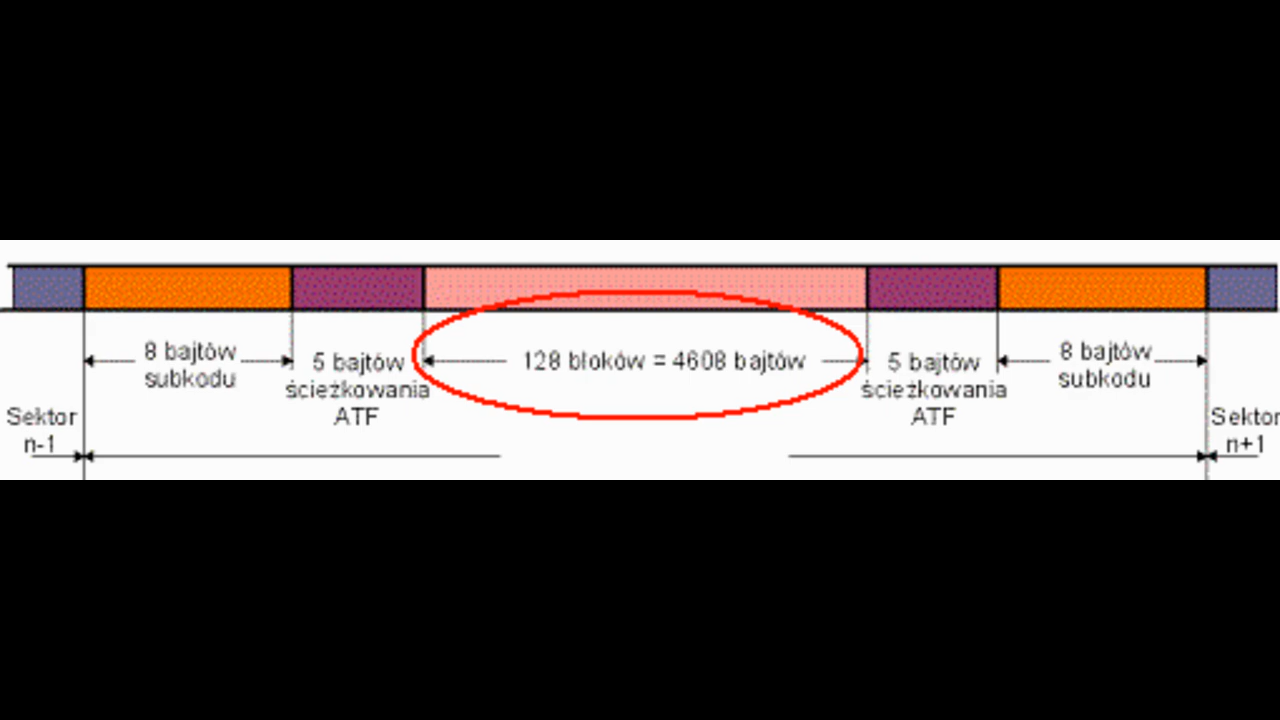 8 bajtów
subkodu
5 bajtów
ścieżkowania
ATF
128 bloków = 4608 bajtów
5 bajtów
ścieżkowania
ATF
8 bajtów
subkodu
Sektor
n-1
Sektor
n+1